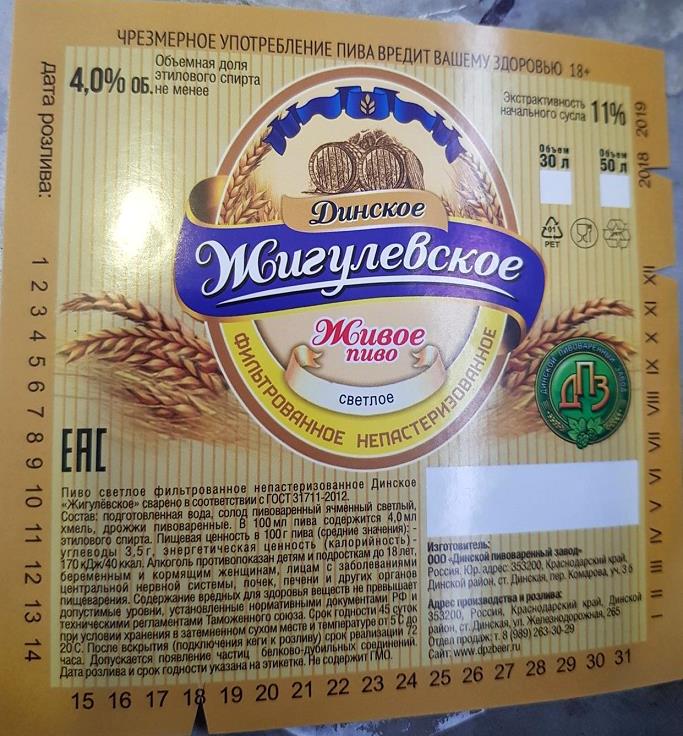 ЧРЕЗМЕРНОЕ УПОТРЕБЛЕНИЕ ПИВА ВРЕДИТ ВАШЕМУ ЗДОРОВЬЮ 18+
дата розлива:
4,0% ОБ.
Объемная доля
этилового спирта
не менее
Экстрактивность
начального сусла
11%
2018 2019
Объем
30 л
Объем
50 л
01
PET
Динское
Жигулевское
Живое
пиво
светлое
ФИЛЬТРОВАННОЕ НЕПАСТЕРИЗОВАННОЕ
ДИНСКОЙ ПИВОВАРЕННЫЙ ЗАВОД
ДПЗ
EAC
Пиво светлое фильтрованное непастеризованное Динское
«Жигулёвское» сварено в соответствии с ГОСТ 31711-2012.
Состав: подготовленная вода, солод пивоваренный ячменный светлый,
хмель, дрожжи пивоваренные. В 100 мл пива содержится 4,0мл
этилового спирта. Пищевая ценность в 100г пива (средние значения): -
углеводы 3,5г, энергетическая ценность (калорийность) -
170 кДж/40 ккал. Алкоголь противопоказан детям и подросткам до 18 лет,
беременным и кормящим женщинам, лицам с заболеваниями
центральной нервной системы, почек, печени и других органов
пищеварения. Содержание вредных для здоровья веществ не превышает
допустимые уровни, установленные нормативными документами РФ и
техническими регламентами Таможенного союза. Срок годности 45 суток
при условии хранения в затемненном сухом месте и температуре от 5 С до
20 С. После вскрытия (подключения кеги к розливу) срок реализации 72
часа. Допускается появление частиц белково-дубильных соединений.
Дата розлива и срок годности указана на этикетке. Не содержит ГМО.
Изготовитель:
ООО «Динской пивоваренный завод»
Россия. Юр. адрес: 353200, Краснодарский край,
Динской район, ст. Динская, пер. Комарова, уч. 3 б
Адрес производства и розлива:
353200, Россия, Краснодарский край, Динской
район, ст. Динская, ул. Железнодорожная, 265
Отдел продаж: т. 8 (989) 263-30-29
Сайт: www.dpzbeer.ru
1 2 3 4 5 6 7 8 9 10 11 12 13 14
15 16 17 18 19 20 21 22 23 24 25 26 27 28 29 30 31
I II III IV V VI VII VIII IX X XI XII